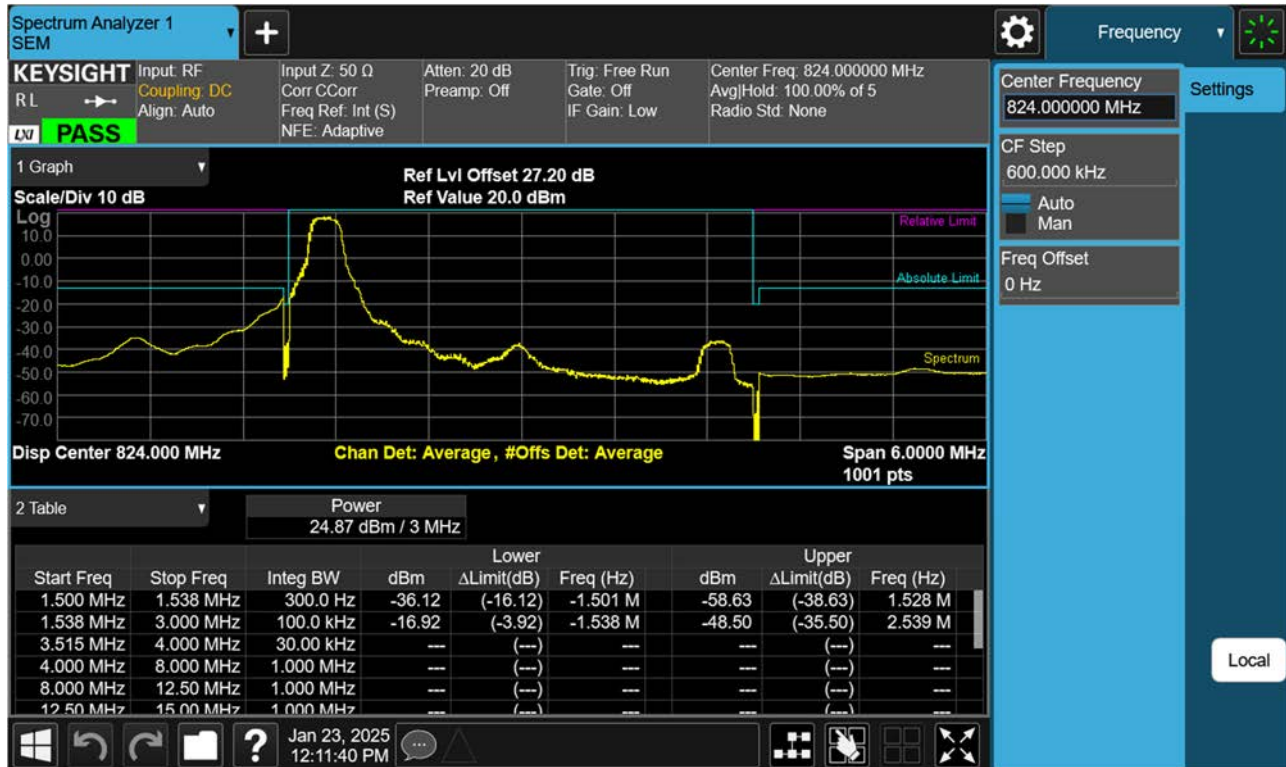 Spectrum Analyzer 1
SEM
Frequency
KEYSIGHT
R L
LXI
PASS
Input: RF
Coupling: DC
Align: Auto
Input Z: 50 Ω
Corr CCorr
Freq Ref: Int (S)
NFE: Adaptive
Atten: 20 dB
Preamp: Off
Trig: Free Run
Gate: Off
IF Gain: Low
Center Freq: 824.000000 MHz
Avg|Hold: 100.00% of 5
Radio Std: None
Center Frequency
824.000000 MHz
Settings
CF Step
600.000 kHz
Auto
Man
Freq Offset
0 Hz
Local
1 Graph
Scale/Div 10 dB
Ref Lvl Offset 27.20 dB
Ref Value 20.0 dBm
Log
10.0
0.00
-10.0
-20.0
-30.0
-40.0
-50.0
-60.0
-70.0
Relative Limit
Absolute Limit
Spectrum
Disp Center 824.000 MHz
Chan Det: Average, #Offs Det: Average
Span 6.0000 MHz
1001 pts
2 Table
Power
24.87 dBm / 3 MHz
Lower Upper
Start Freq Stop Freq Integ BW dBm ΔLimit(dB) Freq (Hz) dBm ΔLimit(dB) Freq (Hz)
1.500 MHz 1.538 MHz 300.0 Hz -36.12 (-16.12) -1.501 M -58.63 (-38.63) 1.528 M
1.538 MHz 3.000 MHz 100.0 kHz -16.92 (-3.92) -1.538 M -48.50 (-35.50) 2.539 M
3.515 MHz 4.000 MHz 30.00 kHz --- (---) --- --- (---) ---
4.000 MHz 8.000 MHz 1.000 MHz --- (---) --- --- (---) ---
8.000 MHz 12.50 MHz 1.000 MHz --- (---) --- --- (---) ---
12.50 MHz 15.00 MHz 1.000 MHz --- (---) --- --- (---) ---
Jan 23, 2025
12:11:40 PM